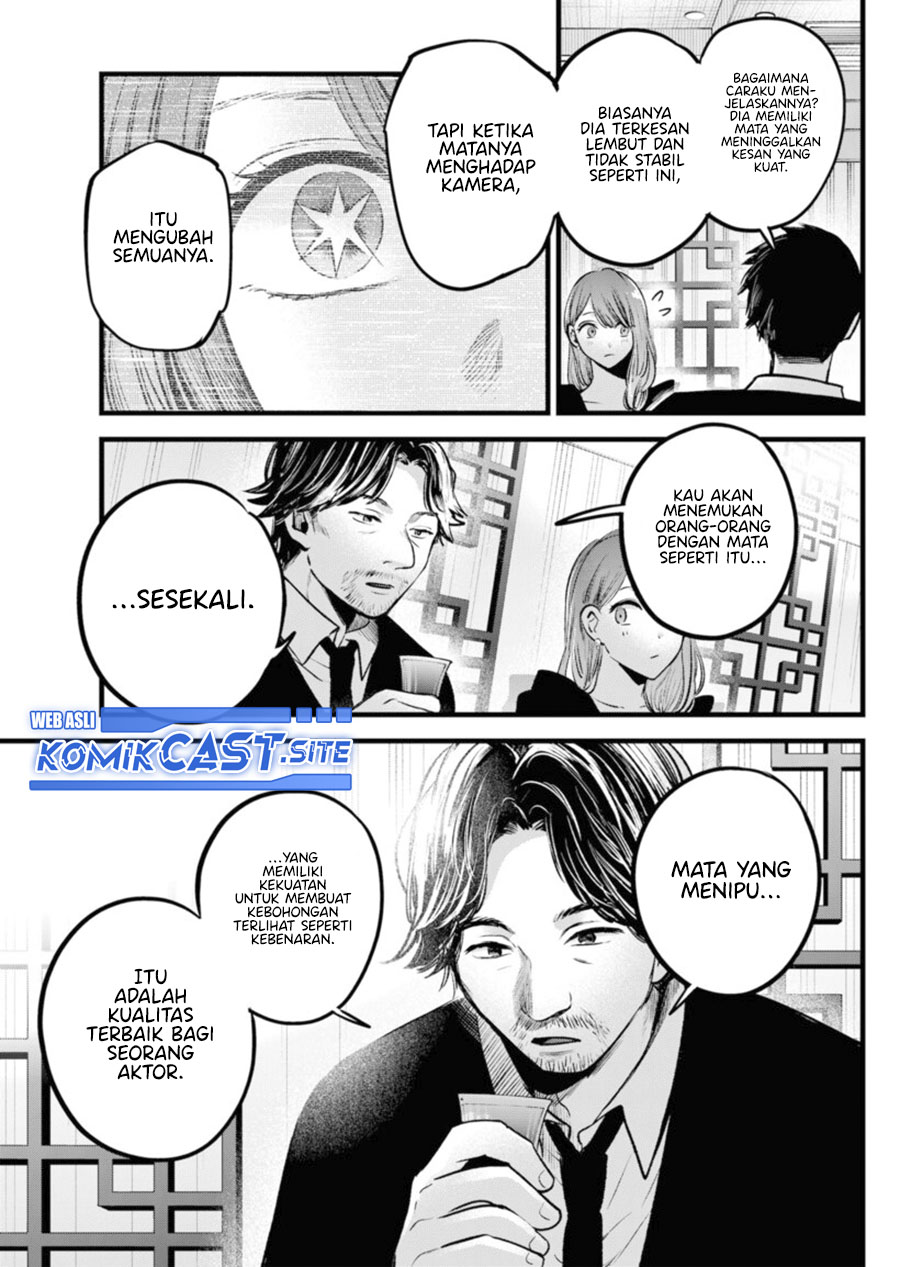 BAGAIMANA
CARAKU MEN-
JELASKANNYA?
DIA MEMILIKI
MATA YANG
MENINGGALKAN
KESAN YANG
KUAT.
BIASANYA
DIA TERKESAN
LEMBUT DAN
TIDAK STABIL
SEPERTI INI,
TAPI KETIKA
MATANYA
MENGHADAP
KAMERA,
ITU
MENGUBAH
SEMUANYA.
KAU AKAN
MENEMUKAN
ORANG-ORANG
DENGAN MATA
SEPERTI ITU...
...SESEKALI.
WEB ASLI
KOMIKCAST.SITE
MATA YANG
MENIPU...
...YANG
MEMILIKI
KEKUATAN
UNTUK MEMBUAT
KEBOHONGAN
TERLIHAT SEPERTI
KEBENARAN.
ITU
ADALAH
KUALITAS
TERBAIK BAGI
SEORANG
AKTOR.